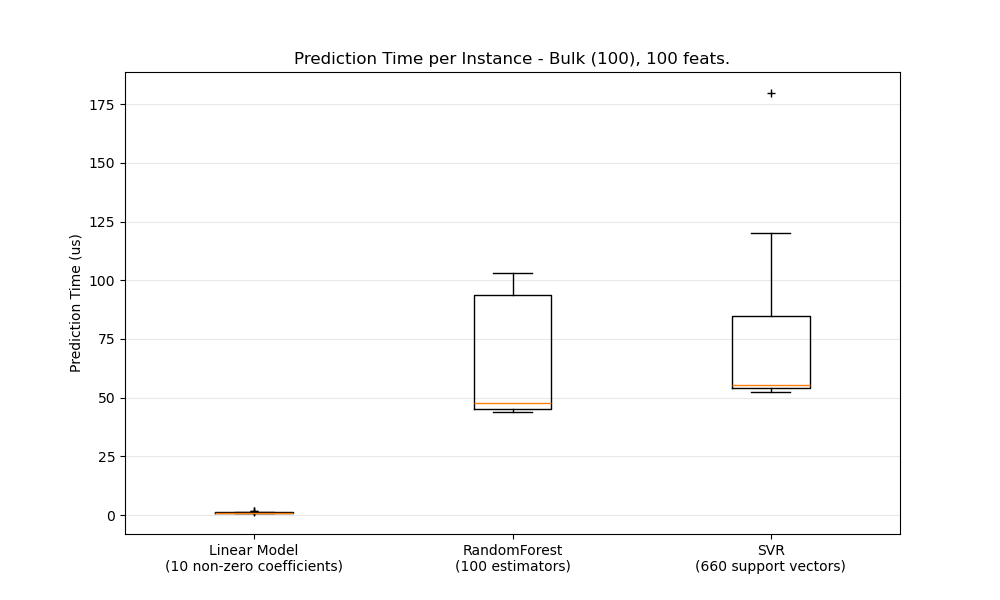 Prediction Time per Instance - Bulk (100), 100 feats.
Prediction Time (us)
175
150
125
100
75
50
25
0
Linear Model
(10 non-zero coefficients)
RandomForest
(100 estimators)
SVR
(660 support vectors)